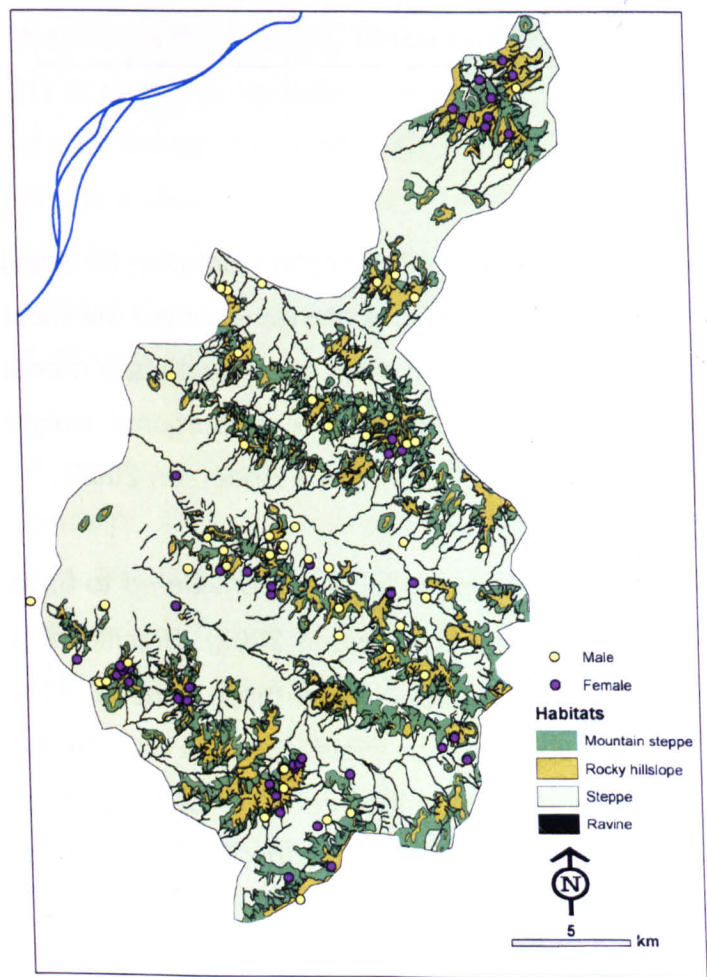 Male
Female
Habitats
Mountain steppe
Rocky hillslope
Steppe
Ravine
N
5
km